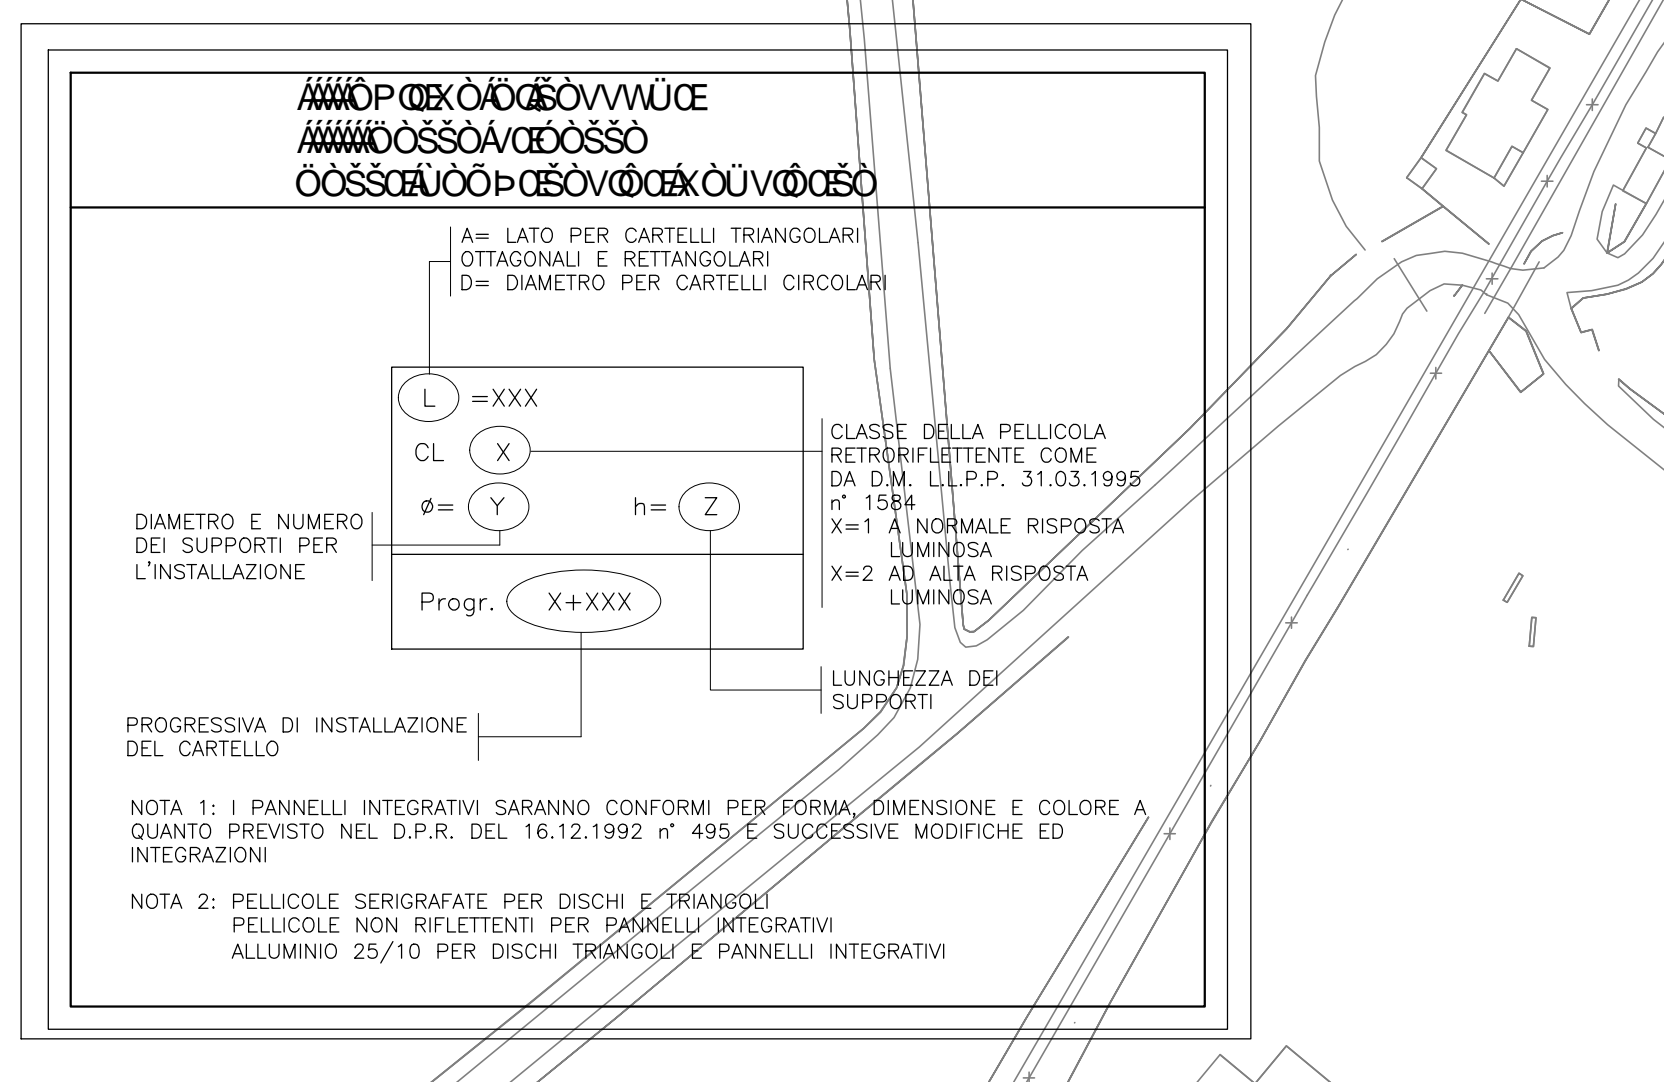 A= LATO PER CARTELLI TRIANGOLARI
OTTAGONALI E RETTANGOLARI
D= DIAMETRO PER CARTELLI CIRCOLARI
L =XXX
CL X
ø= Y h= Z
Progr. X+XXX
CLASSE DELLA PELLICOLA
RETRORIFLETTENTE COME
DA D.M. L.L.P.P. 31.03.1995
n° 1584
X=1 A NORMALE RISPOSTA
LUMINOSA
X=2 AD ALTA RISPOSTA
LUMINOSA
DIAMETRO E NUMERO
DEI SUPPORTI PER
L'INSTALLAZIONE
LUNGHEZZA DEI
SUPPORTI
PROGRESSIVA DI INSTALLAZIONE
DEL CARTELLO
NOTA 1: I PANNELLI INTEGRATIVI SARANNO CONFORMI PER FORMA, DIMENSIONE E COLORE A
QUANTO PREVISTO NEL D.P.R. DEL 16.12.1992 n° 495 E SUCCESSIVE MODIFICHE ED
INTEGRAZIONI
NOTA 2: PELLICOLE SERIGRAFATE PER DISCHI E TRIANGOLI
PELLICOLE NON RIFLETTENTI PER PANNELLI INTEGRATIVI
ALLUMINIO 25/10 PER DISCHI TRIANGOLI E PANNELLI INTEGRATIVI